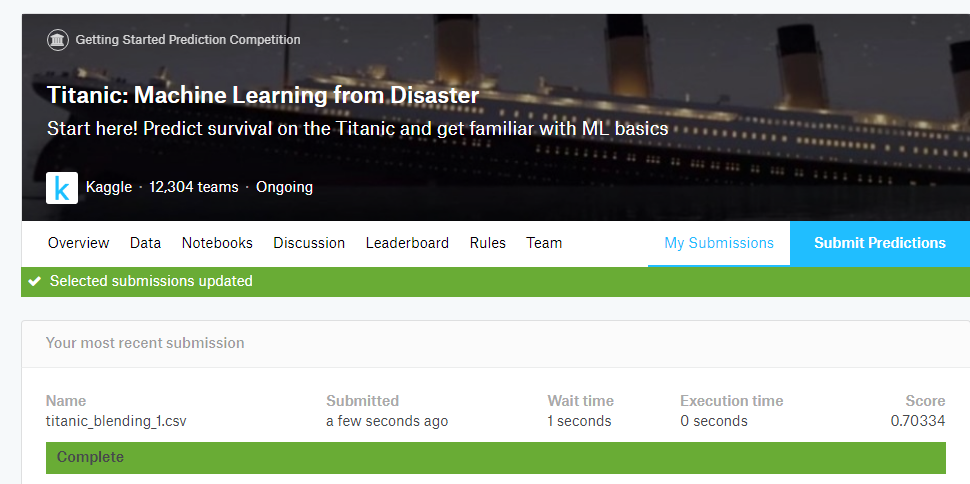 Getting Started Prediction Competition
Titanic: Machine Learning from Disaster
Start here! Predict survival on the Titanic and get familiar with ML basics
k Kaggle · 12,304 teams · Ongoing
Overview Data Notebooks Discussion Leaderboard Rules Team My Submissions Submit Predictions
Selected submissions updated
Your most recent submission
Name Submitted Wait time Execution time Score
titanic_blending_1.csv a few seconds ago 1 seconds 0 seconds 0.70334
Complete